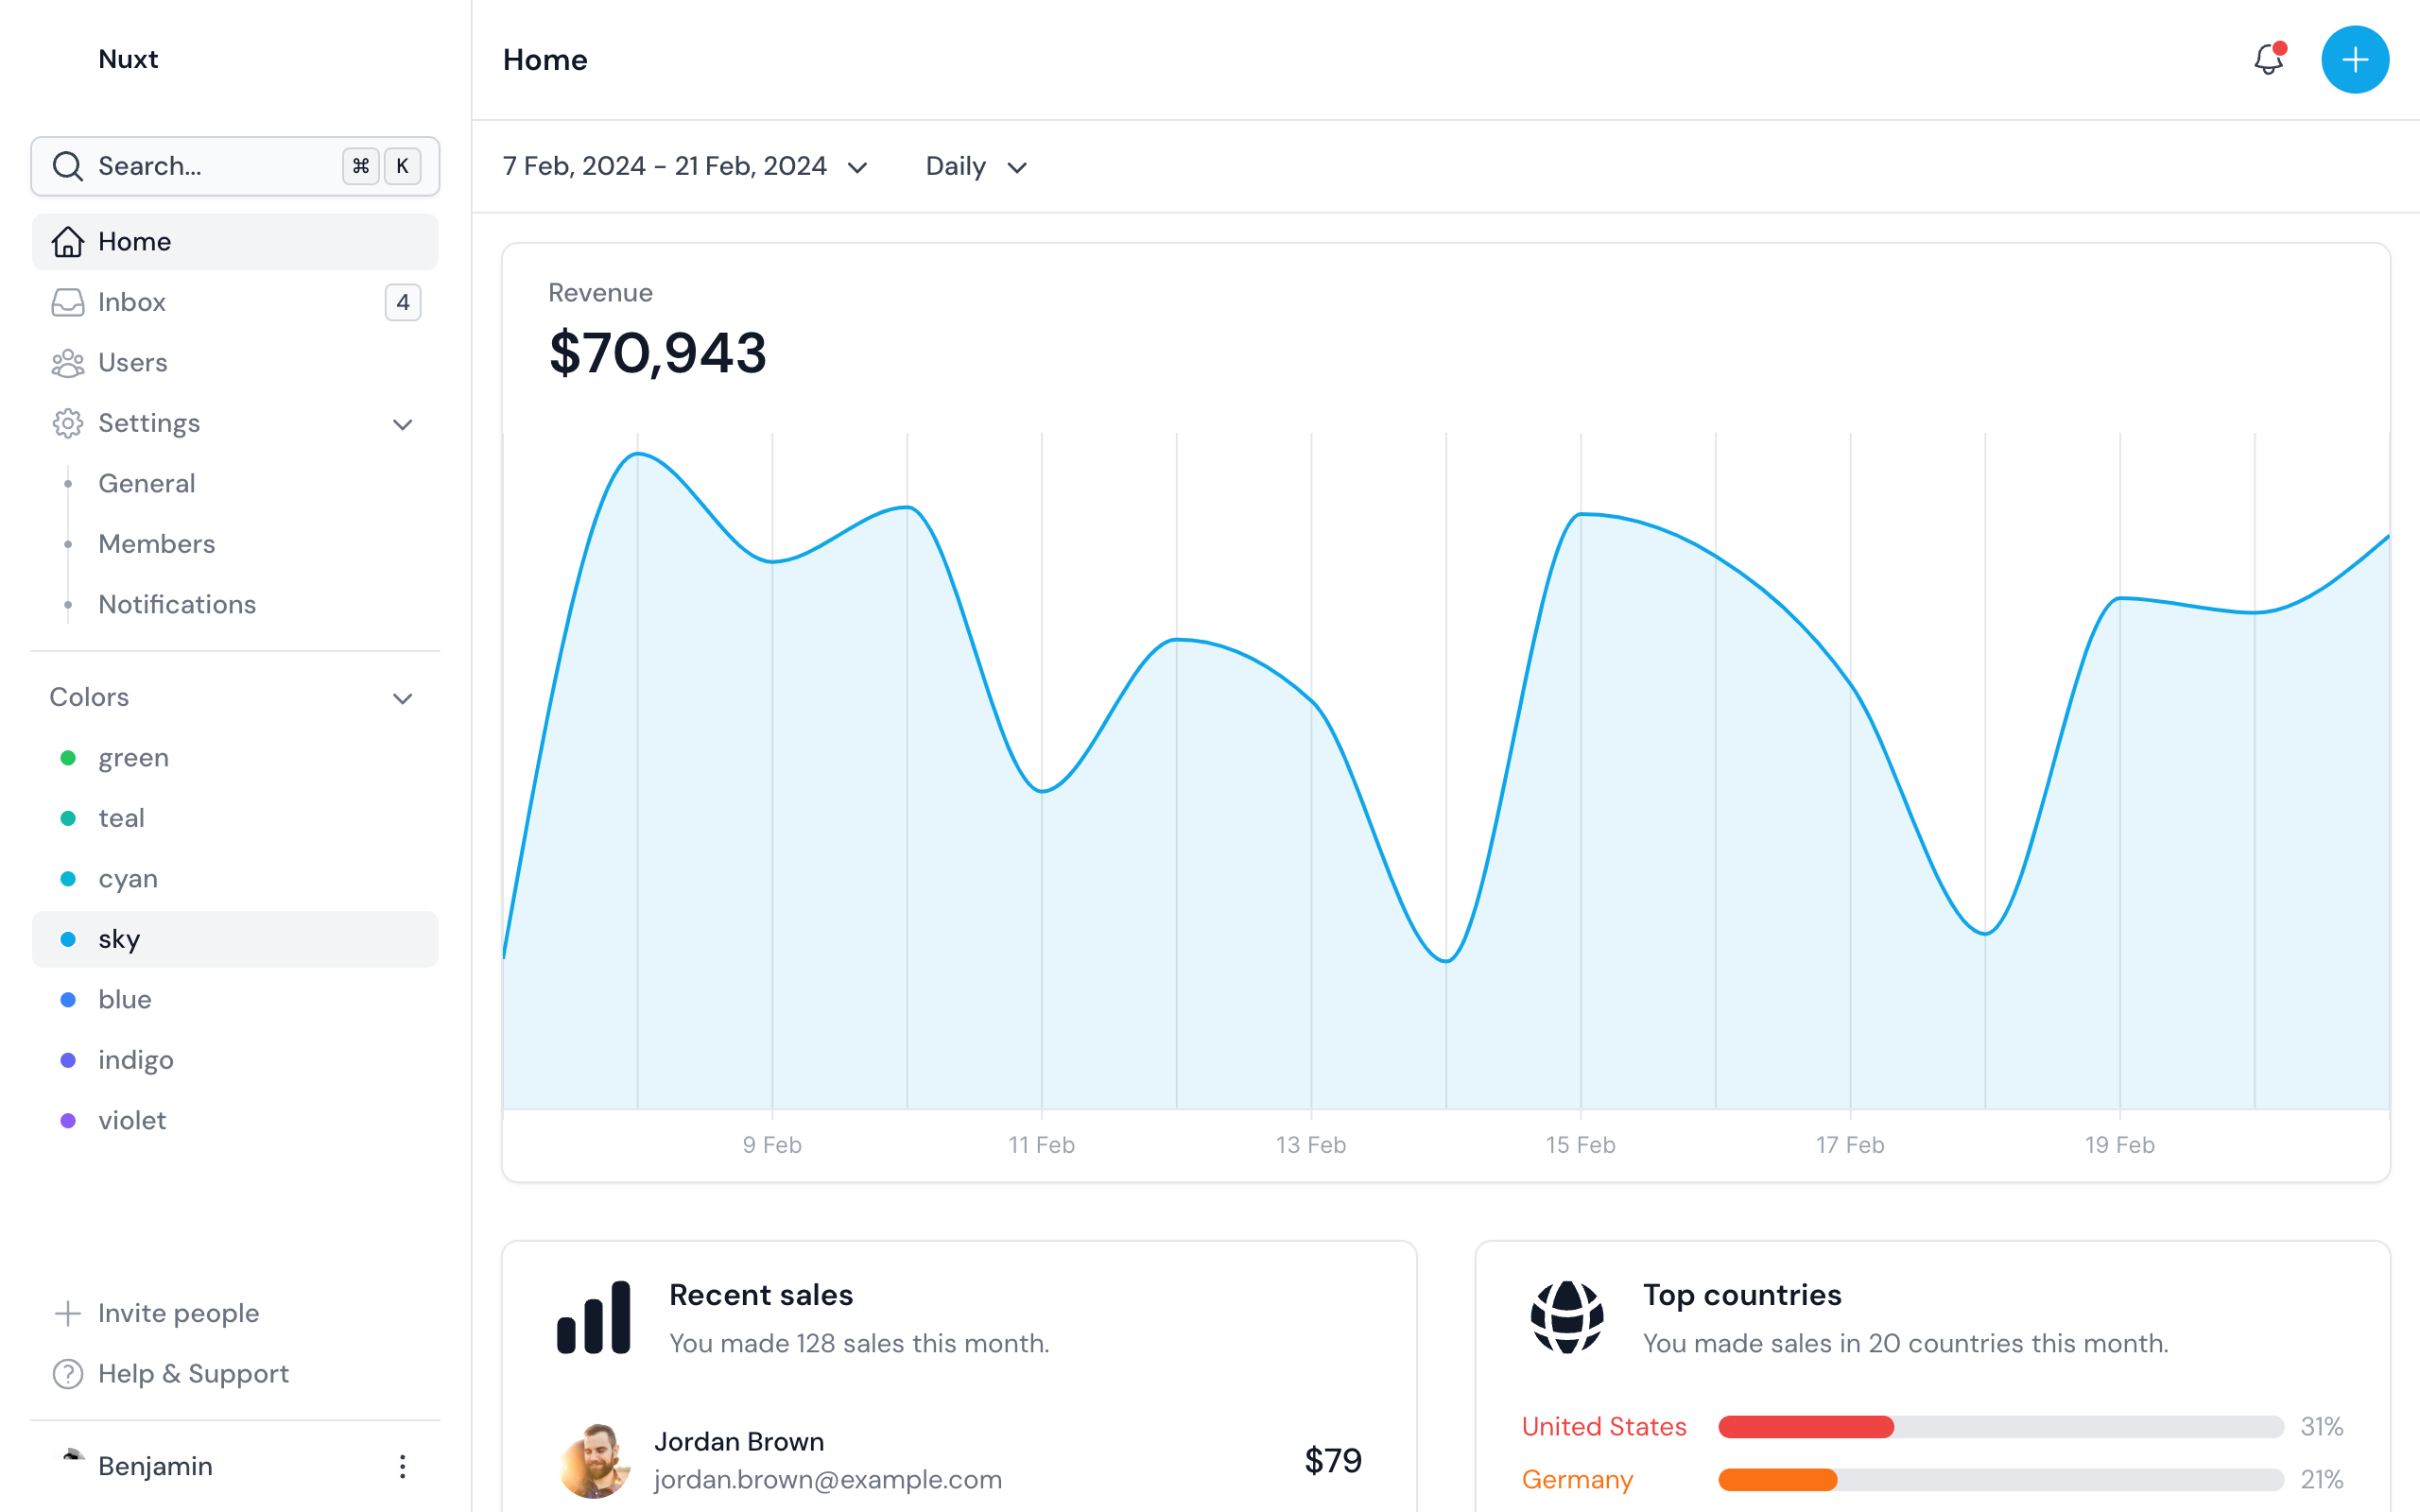 Nuxt
Search...
⌘ K
Home
Inbox
4
Users
Settings
General
Members
Notifications
Colors
green
teal
cyan
sky
blue
indigo
violet
Invite people
Help & Support
Benjamin
Home
7 Feb, 2024 - 21 Feb, 2024
Daily
Revenue
$70,943
9 Feb
11 Feb
13 Feb
15 Feb
17 Feb
19 Feb
Recent sales
You made 128 sales this month.
Jordan Brown
jordan.brown@example.com
$79
Top countries
You made sales in 20 countries this month.
United States
31%
Germany
21%